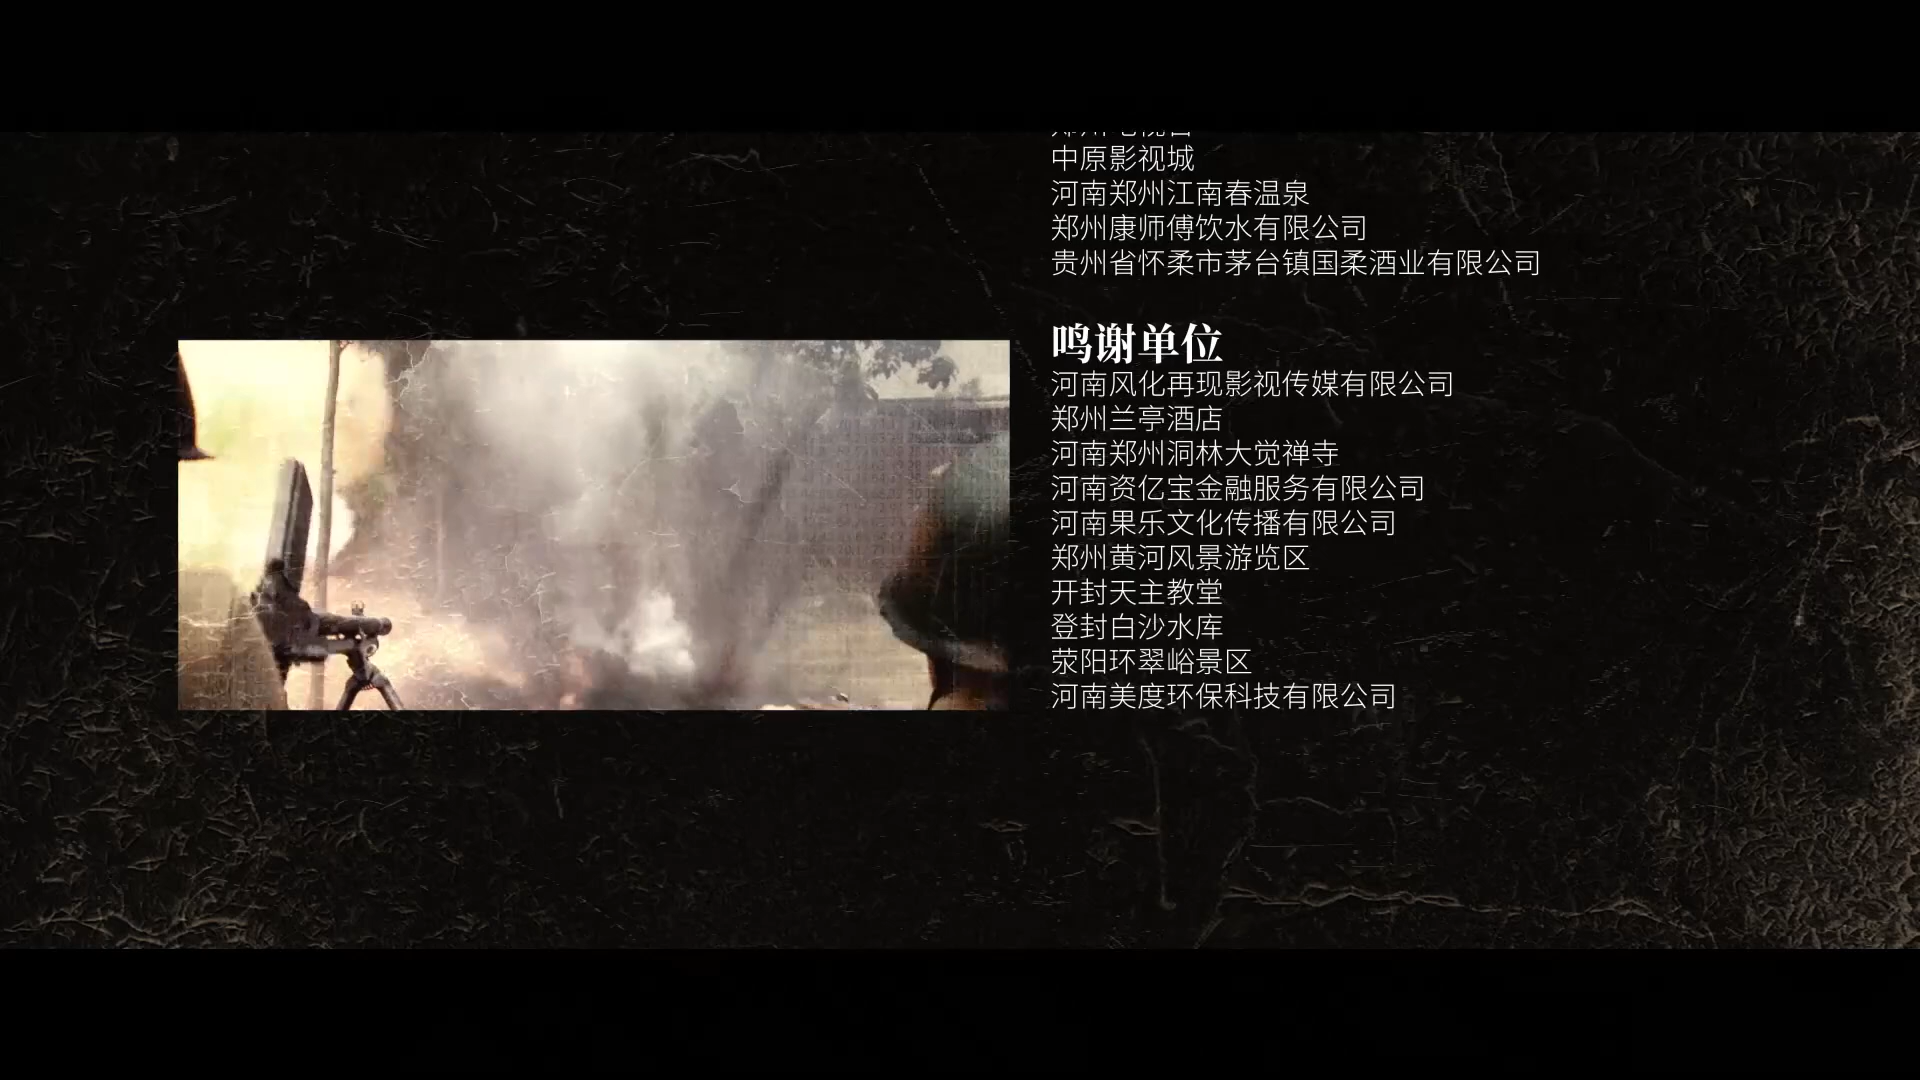 中原影视城
河南郑州江南春温泉
郑州康师傅饮水有限公司
贵州省怀柔市茅台镇国柔酒业有限公司
鸣谢单位
河南风化再现影视传媒有限公司
郑州兰亭酒店
河南郑州洞林大觉禅寺
河南资亿宝金融服务有限公司
河南果乐文化传播有限公司
郑州黄河风景游览区
开封天主教堂
登封白沙水库
荥阳环翠峪景区
河南美度环保科技有限公司